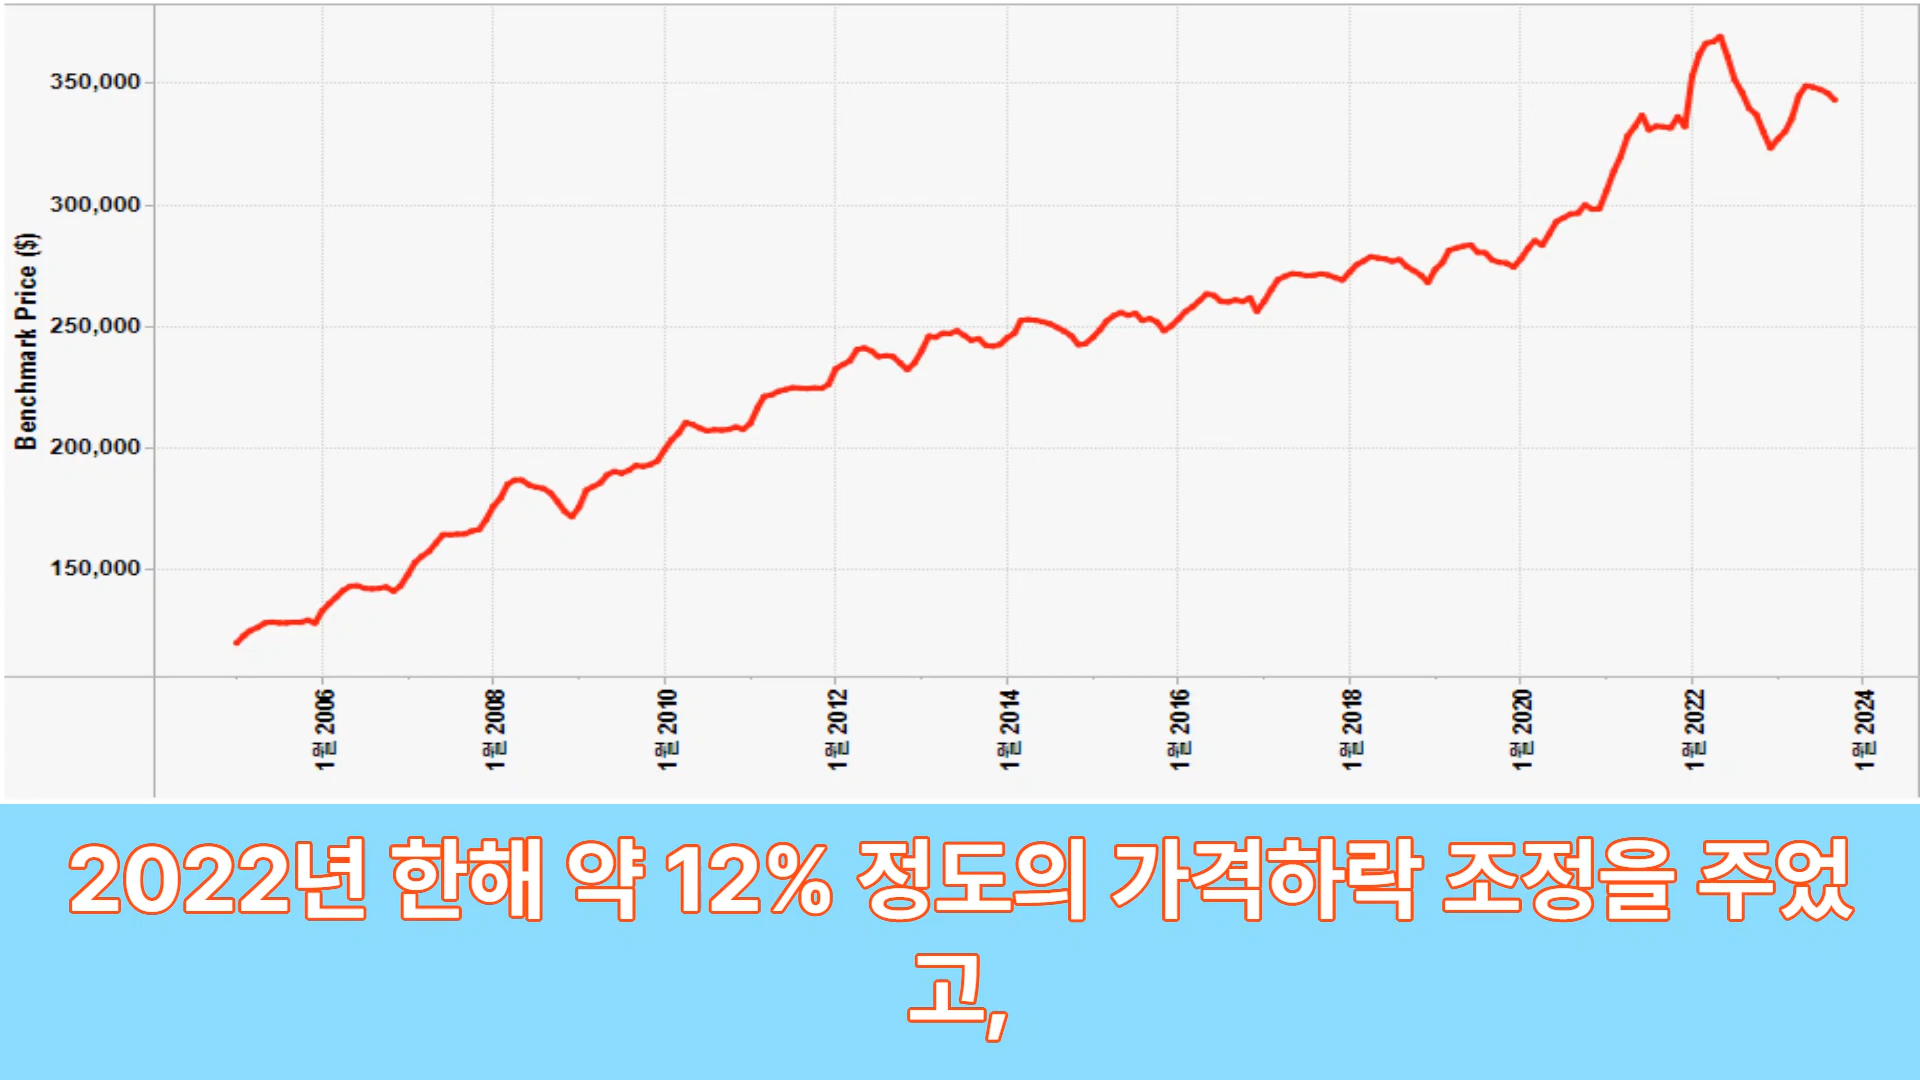 350,000
300,000
250,000
200,000
150,000
Benchmark Price ($)
1월 2006
1월 2008
1월 2010
1월 2012
1월 2014
1월 2016
1월 2018
1월 2020
1월 2022
1월 2024
2022년 한해 약 12% 정도의 가격하락 조정을 주었
고,